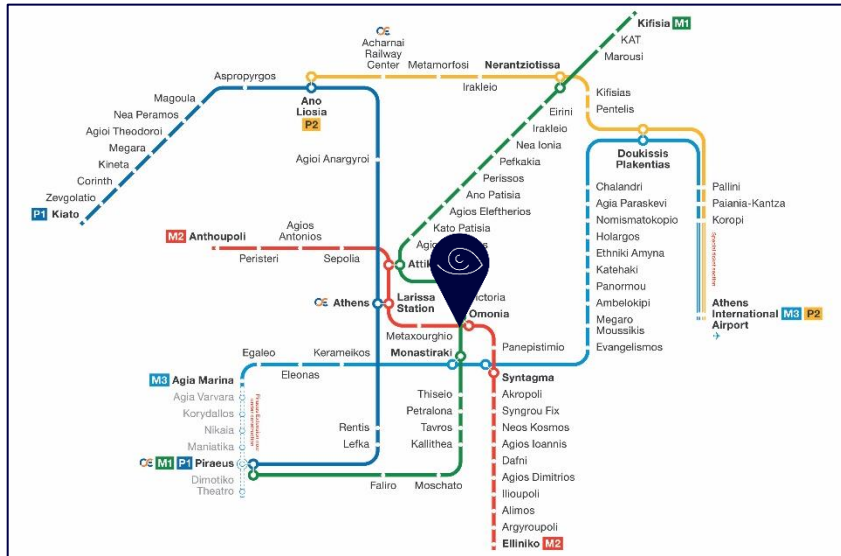 Kifisia M1
KAT
Marousi
Acharnai
Railway
Center
Metamorfosi
Nerantziotissa
Irakleio
Aspropyrgos
Magoula
Nea Peramos
Agioi Theodoroi
Megara
Kineta
Corinth
Zevgolatio
P1 Kiato
Ano
Liosia
P2
Kifisias
Pentelis
Eirini
Irakleio
Nea Ionia
Pefkakia
Perissos
Ano Patisia
Agios Eleftherios
Kato Patisia
Doukissis
Plakentias
Agioi Anargyroi
Chalandri
Agia Paraskevi
Nomismatokopio
Holargos
Ethniki Amyna
Katehaki
Panormou
Ambelokipi
Megaro
Moussikis
Evangelismos
Pallini
Paiania-Kantza
Koropi
Athens
International
Airport
M3 P2
M2 Anthoupoli
Agios
Antonios
Peristeri
Sepolia
Athens
Larissa
Station
Omonia
Metaxourghio
Panepistimio
Egaleo
Kerameikos
Monastiraki
Eleonas
M3 Agia Marina
Syntagma
Agia Varvara
Korydallos
Nikaia
Maniatika
M1 P1 Piraeus
Dimotiko
Theatro
Thiseio
Petralona
Tavros
Kallithea
Rentis
Lefka
Faliro
Moschato
Akropoli
Syngrou Fix
Neos Kosmos
Agios Ioannis
Dafni
Agios Dimitrios
Ilioupoli
Alimos
Argyroupoli
Elliniko M2